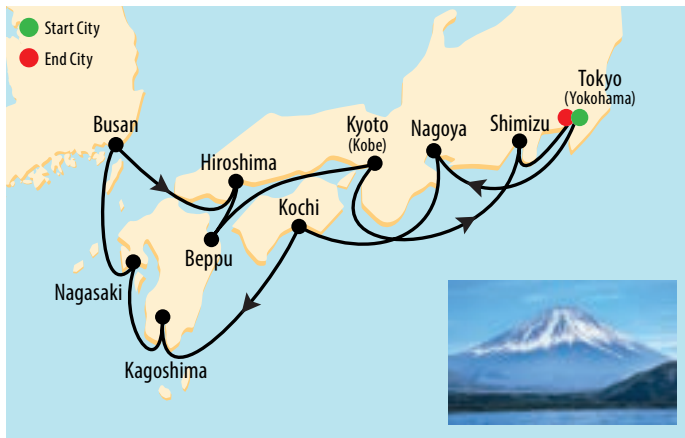 Start City
End City
Tokyo
(Yokohama)
Busan
Kyoto
(Kobe)
Nagoya
Shimizu
Hiroshima
Kochi
Beppu
Nagasaki
Kagoshima